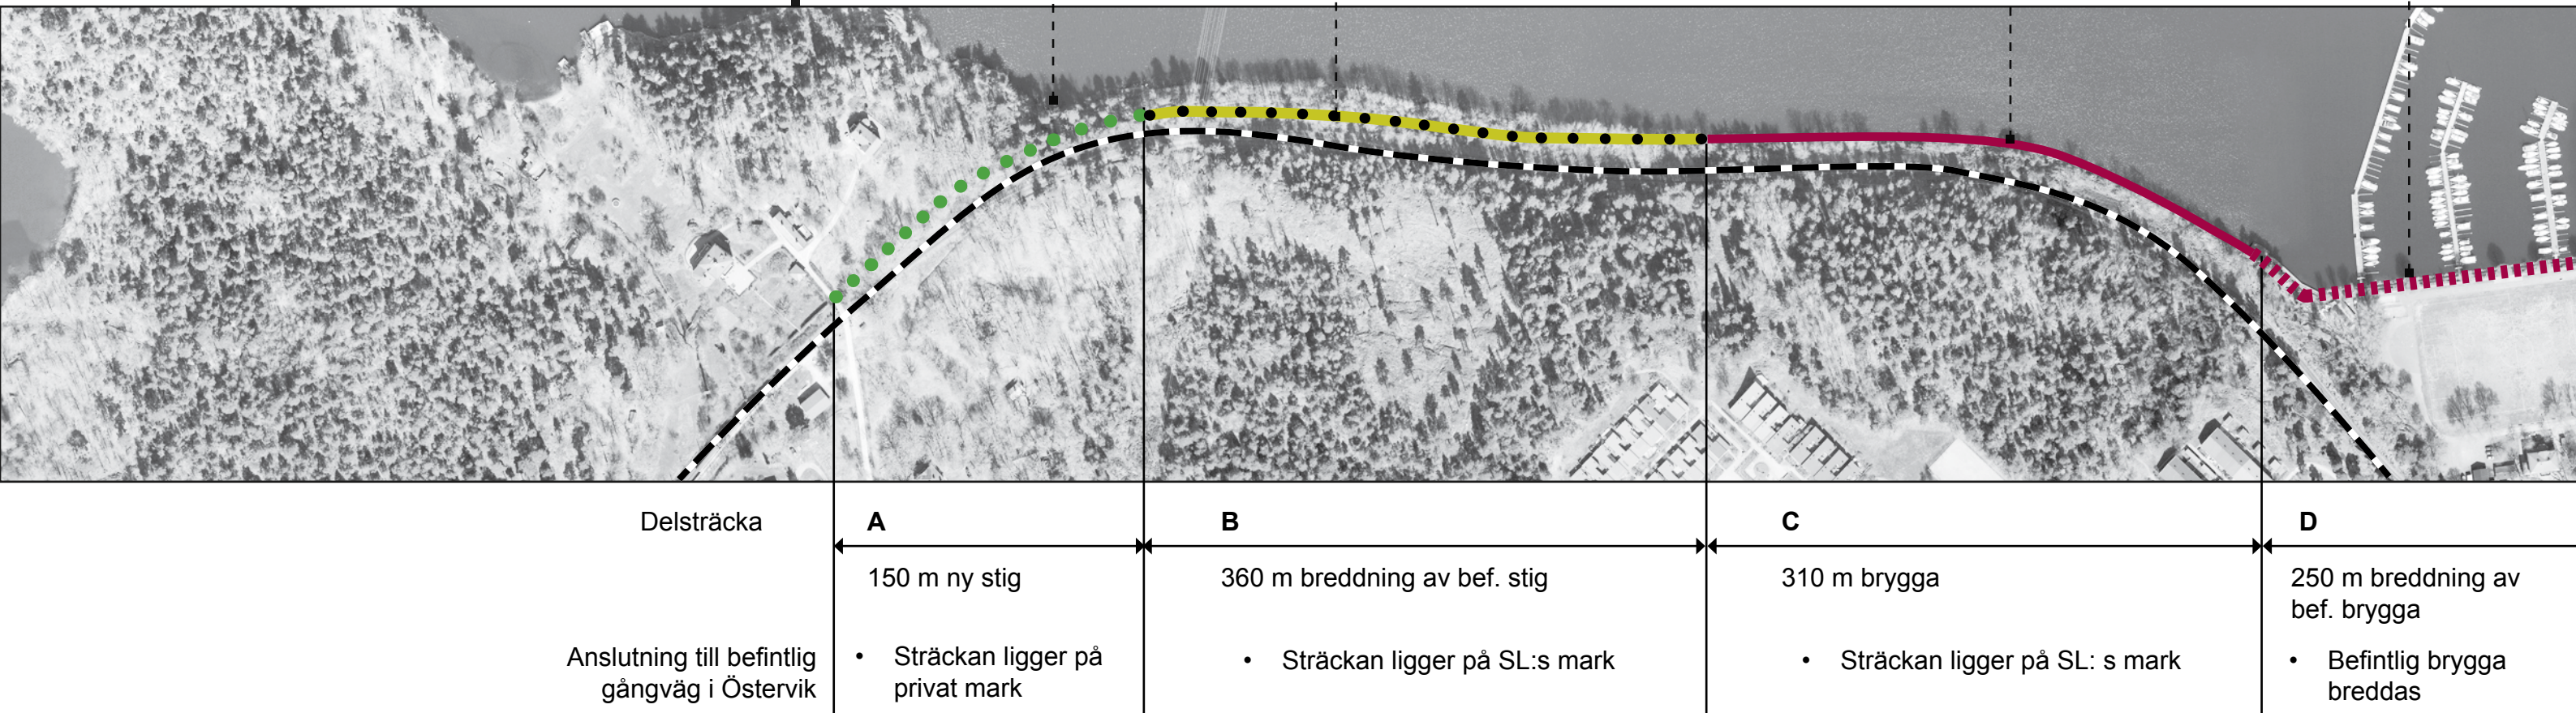 Delsträcka
A
B
C
D
150 m ny stig
360 m breddning av bef. stig
310 m brygga
250 m breddning av
bef. brygga
Anslutning till befintlig
gångväg i Östervik
• Sträckan ligger på
privat mark
• Sträckan ligger på SL:s mark
• Sträckan ligger på SL: s mark
• Befintlig brygga
breddas